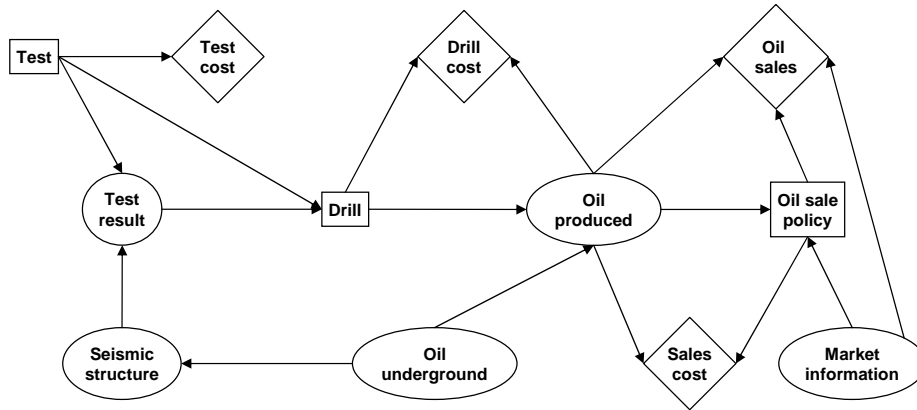 Test
Test
cost
Drill
cost
Oil
sales
Test
result
Drill
Oil
produced
Oil sale
policy
Seismic
structure
Oil
underground
Sales
cost
Market
information